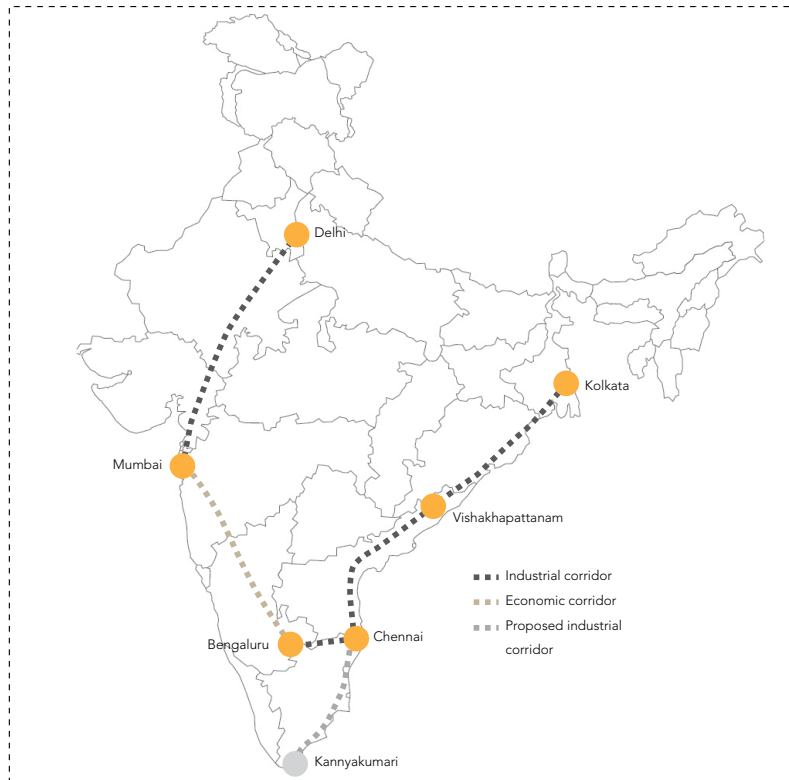 Delhi
Kolkata
Mumbai
Vishakhapattanam
Industrial corridor
Economic corridor
Proposed industrial
corridor
Bengaluru
Chennai
Kannyakumari